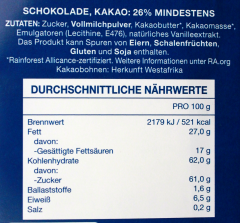 SCHOKOLADE, KAKAO: 26% MINDESTENS
ZUTATEN: Zucker, Vollmilchpulver, Kakaobutter*, Kakaomasse*,
Emulgatoren (Lecithine, E476), natürliches Vanilleextrakt.
Das Produkt kann Spuren von Eiern, Schalenfrüchten,
Gluten und Soja enthalten.
*Rainforest Alliance-zertifiziert. Weitere Information unter RA.org
Kakaobohnen: Herkunft Westafrika
DURCHSCHNITTLICHE NÄHRWERTE
PRO 100 g
Brennwert 2179 kJ / 521 kcal
Fett 27,0 g
davon:
-Gesättigte Fettsäuren 17 g
Kohlenhydrate 62,0 g
davon:
-Zucker 61,0 g
Ballaststoffe 1,6 g
Eiweiß 6,5 g
Salz 0,2 g